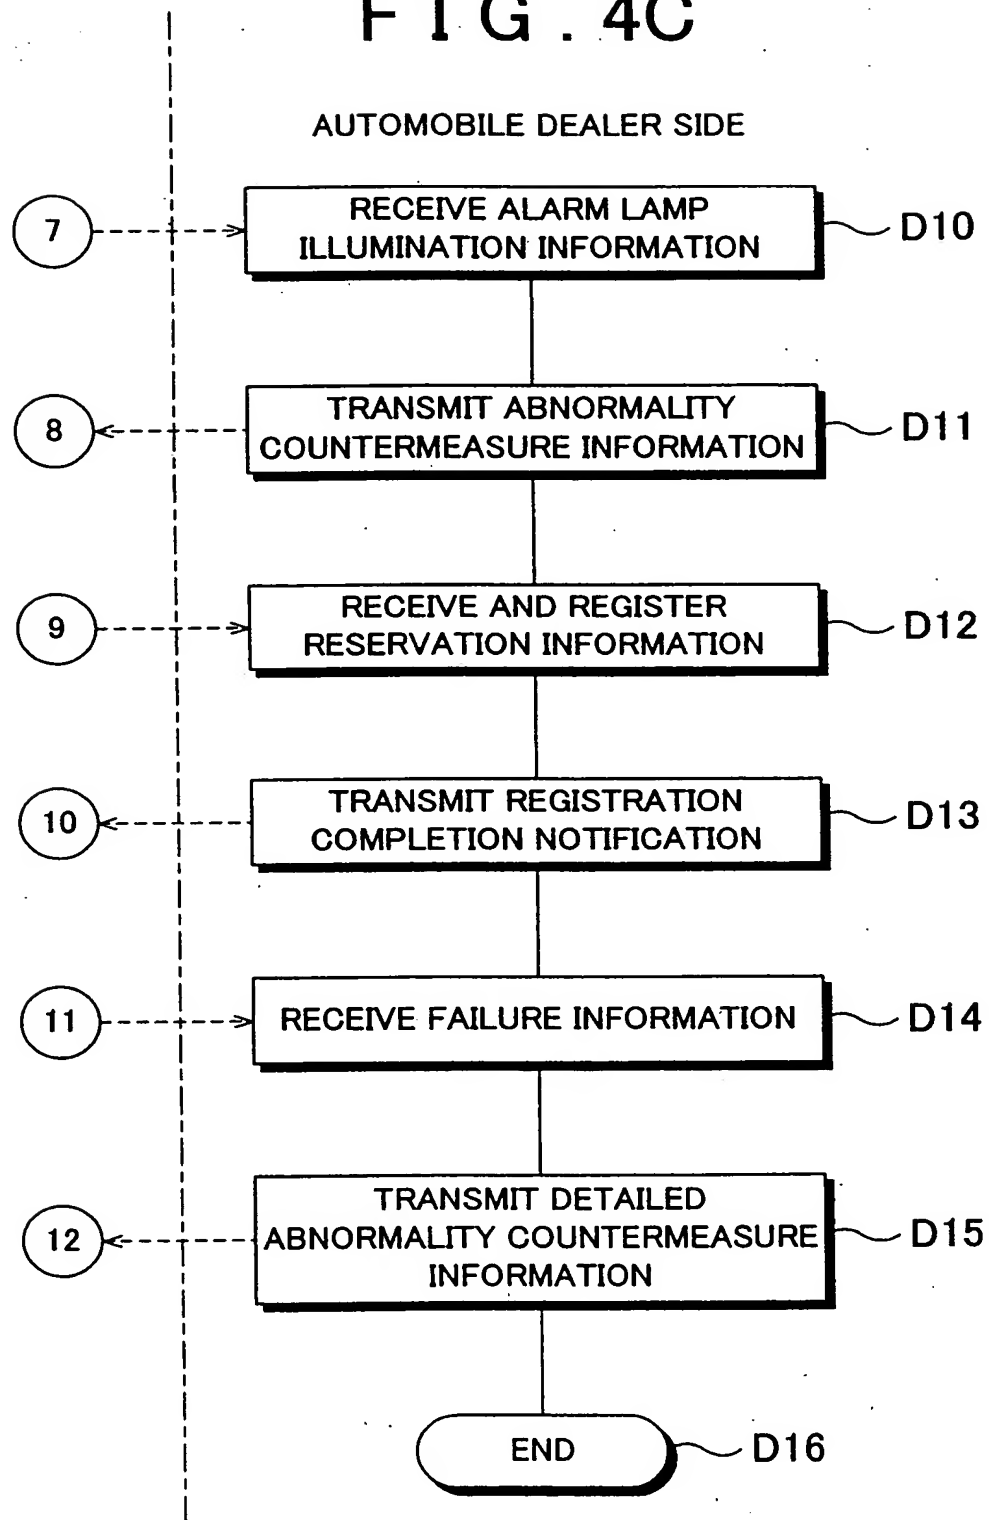 FIG. 4C
AUTOMOBILE DEALER SIDE
7
RECEIVE ALARM LAMP
ILLUMINATION INFORMATION
D10
8
TRANSMIT ABNORMALITY
COUNTERMEASURE INFORMATION
D11
9
RECEIVE AND REGISTER
RESERVATION INFORMATION
D12
10
TRANSMIT REGISTRATION
COMPLETION NOTIFICATION
D13
11
RECEIVE FAILURE INFORMATION
D14
12
TRANSMIT DETAILED
ABNORMALITY COUNTERMEASURE
INFORMATION
D15
END
D16